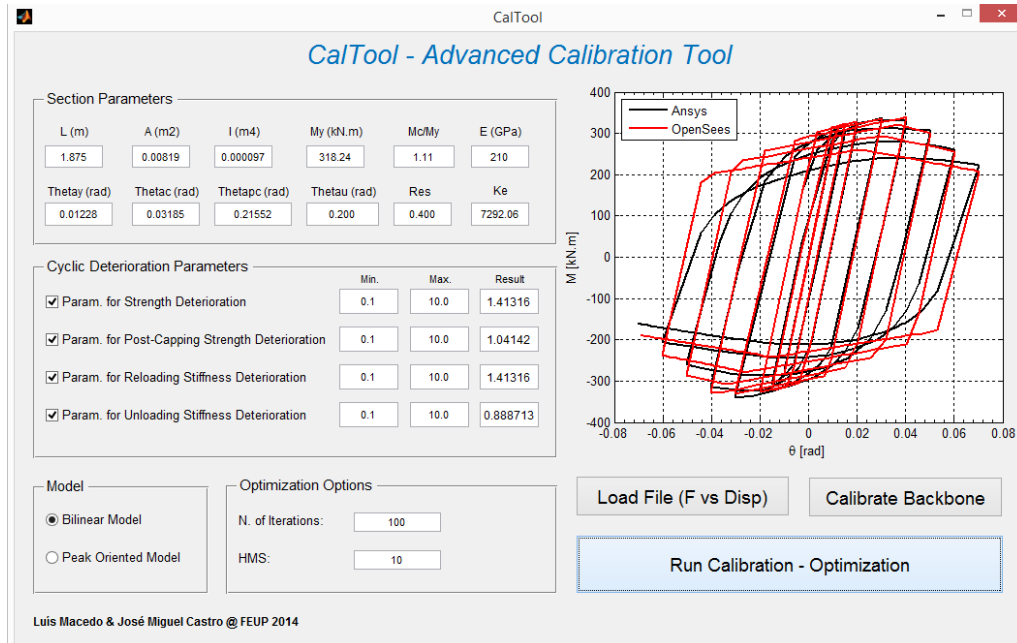 CalTool
CalTool - Advanced Calibration Tool
Section Parameters
L (m) A (m2) I (m4) My (kN.m) Mc/My E (GPa)
1.875 0.00819 0.000097 318.24 1.11 210
Thetay (rad) Thetac (rad) Thetapc (rad) Thetau (rad) Res Ke
0.01228 0.03185 0.21552 0.200 0.400 7292.06
Cyclic Deterioration Parameters
Min. Max. Result
Param. for Strength Deterioration 0.1 10.0 1.41316
Param. for Post-Capping Strength Deterioration 0.1 10.0 1.04142
Param. for Reloading Stiffness Deterioration 0.1 10.0 1.41316
Param. for Unloading Stiffness Deterioration 0.1 10.0 0.888713
Model
Bilinear Model
Peak Oriented Model
Optimization Options
N. of Iterations: 100
HMS: 10
Luis Macedo & José Miguel Castro @ FEUP 2014
Ansys
OpenSees
400
300
200
100
0
-100
-200
-300
-400
M [kN.m]
-0.08 -0.06 -0.04 -0.02 0 0.02 0.04 0.06 0.08
θ [rad]
Load File (F vs Disp)
Calibrate Backbone
Run Calibration - Optimization